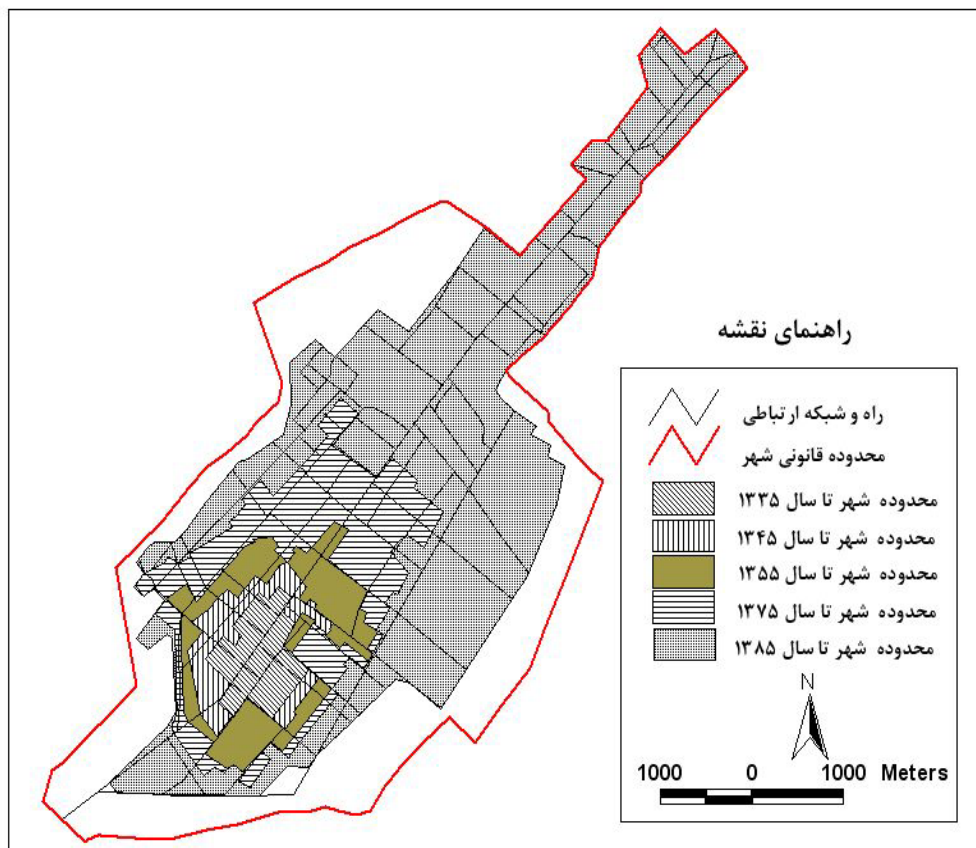 راهنمای نقشه
راه و شبکه ارتباطی
محدوده قانونی شهر
محدوده شهر تا سال ۱۳۳۵
محدوده شهر تا سال ۱۳۴۵
محدوده شهر تا سال ۱۳۵۵
محدوده شهر تا سال ۱۳۷۵
محدوده شهر تا سال ۱۳۸۵
N
1000 0 1000 Meters